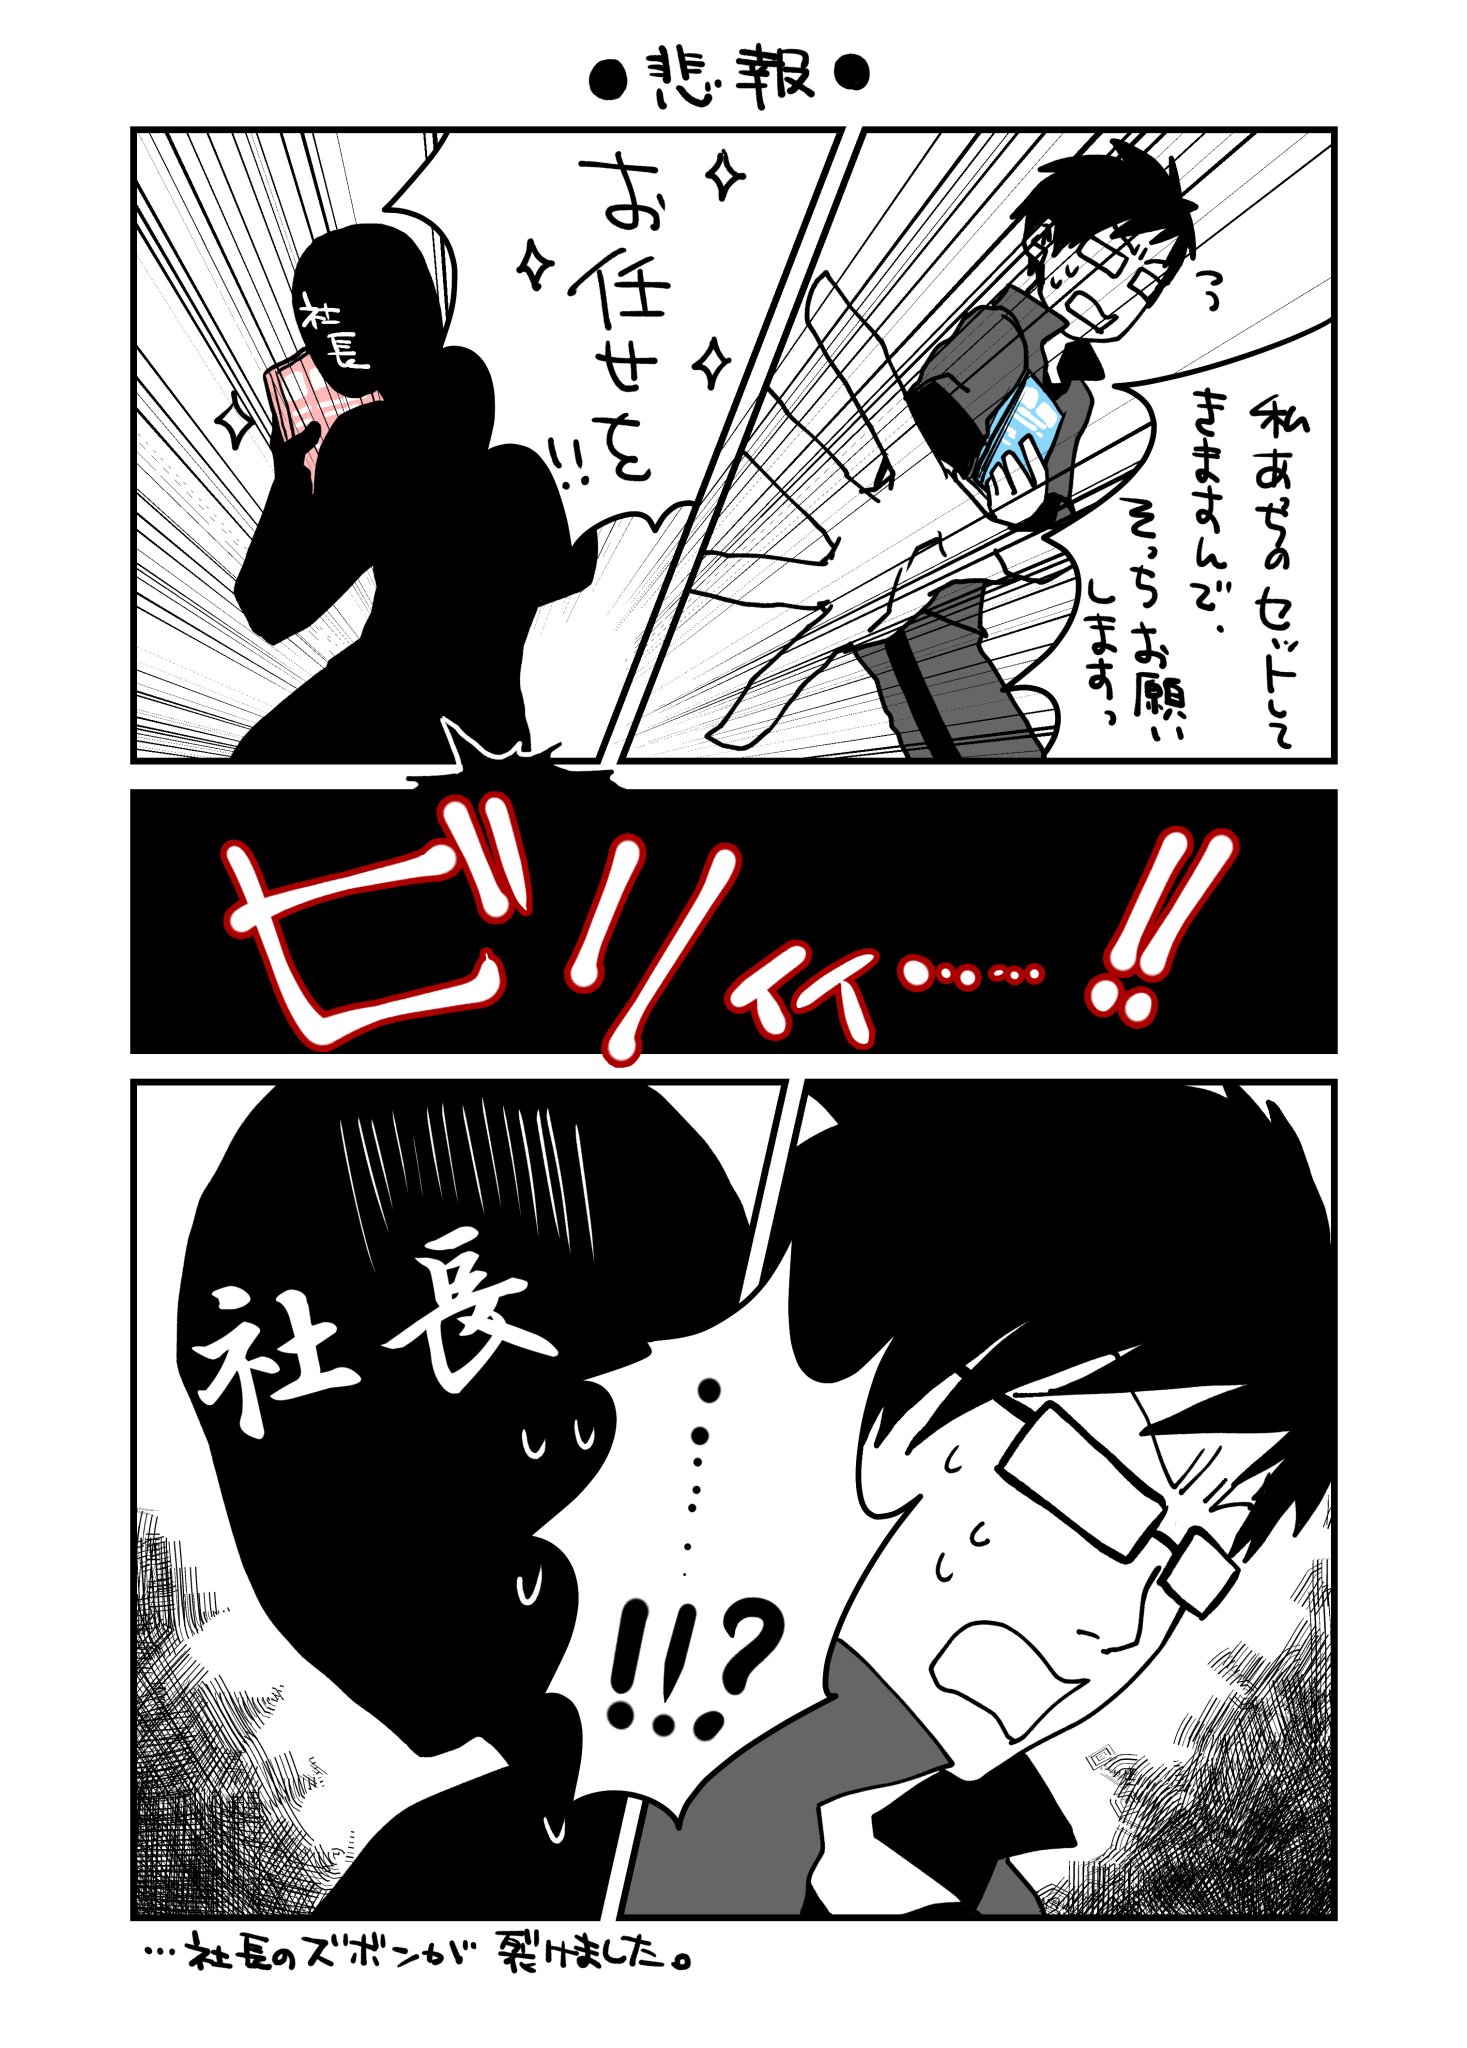 ●悲報●
私あっちのセットして
きますんで、
そっちお願い
しますっ
お任せを
!!
社長
ビリィィ……!!
……
!!?
社長
…社長のズボンが裂けました。